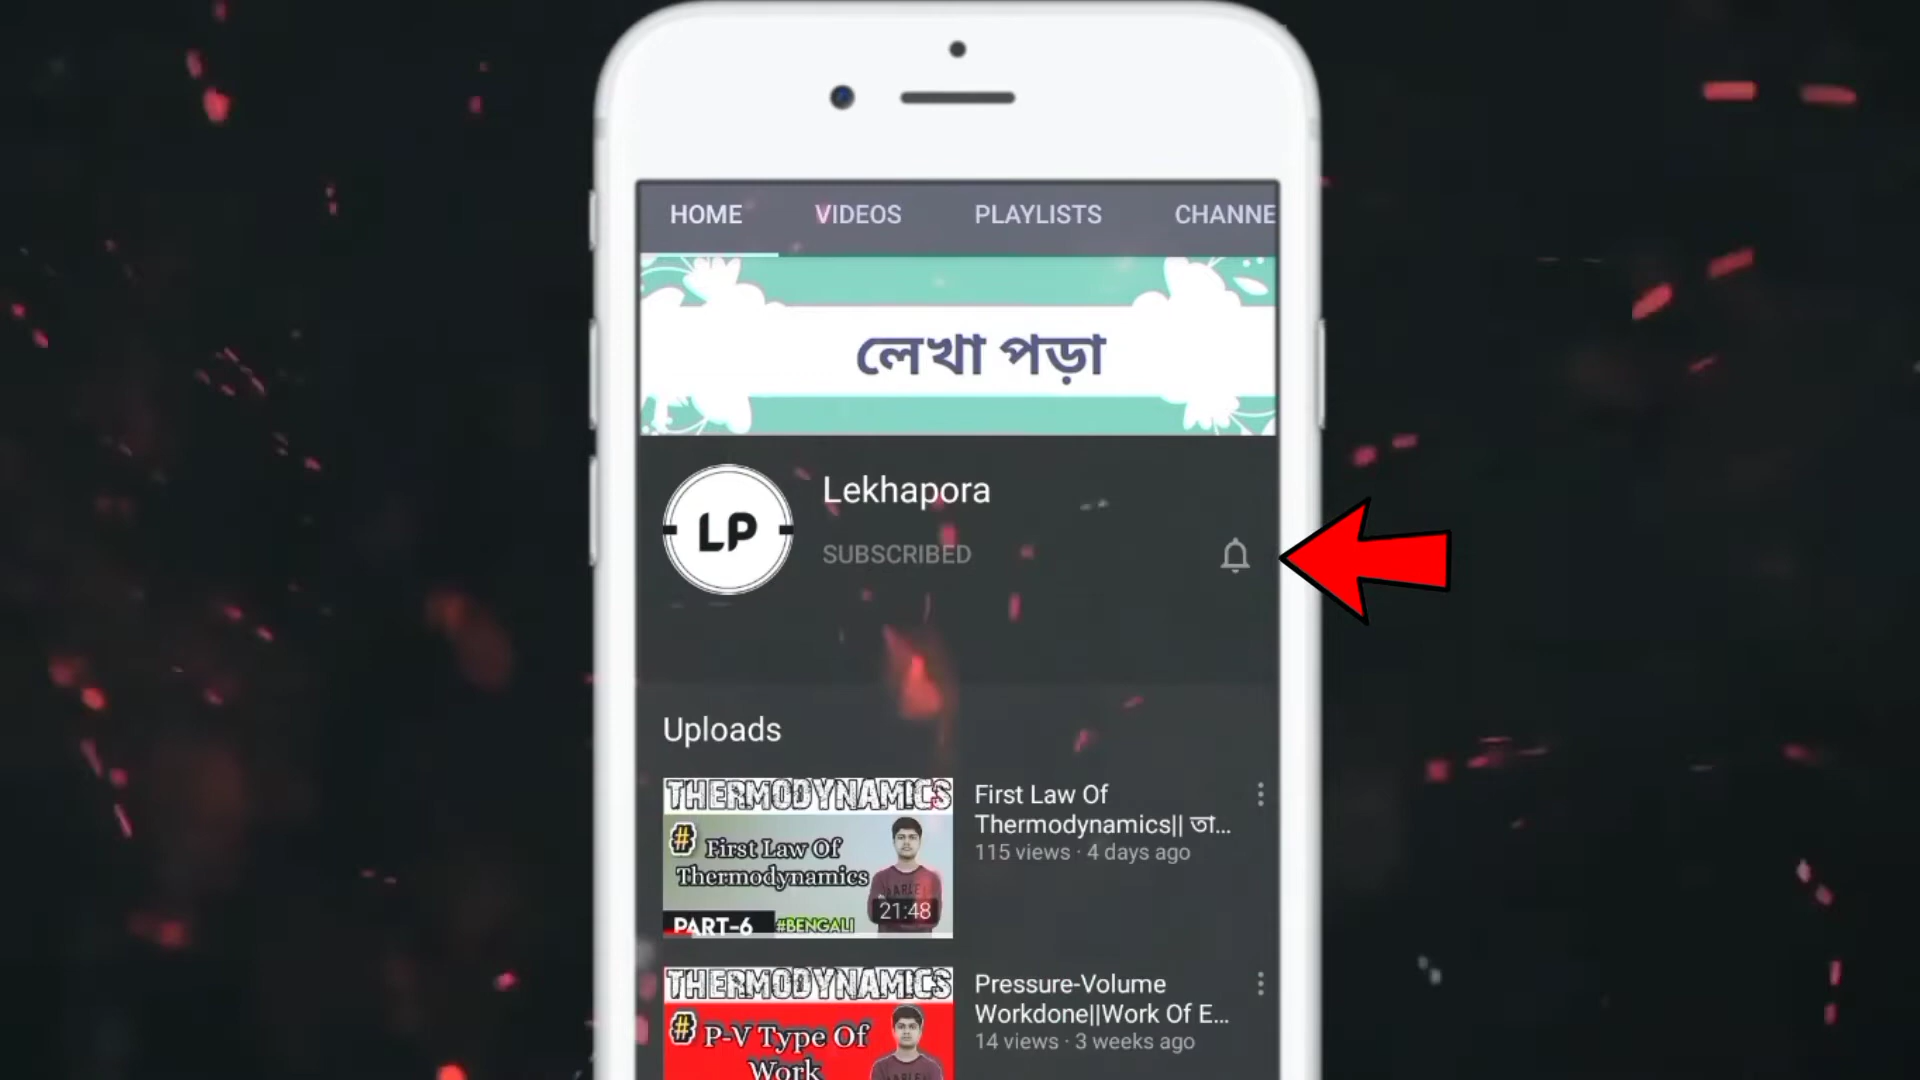 HOME VIDEOS PLAYLISTS CHANNE
লেখা পড়া
LP
Lekhapora
SUBSCRIBED
Uploads
THERMODYNAMICS
# First Law Of
Thermodynamics
21:48
PART-6 #BENGALI
First Law Of
Thermodynamics|| তা...
115 views · 4 days ago
THERMODYNAMICS
# P-V Type Of
Work
Pressure-Volume
Workdone||Work Of E...
14 views · 3 weeks ago